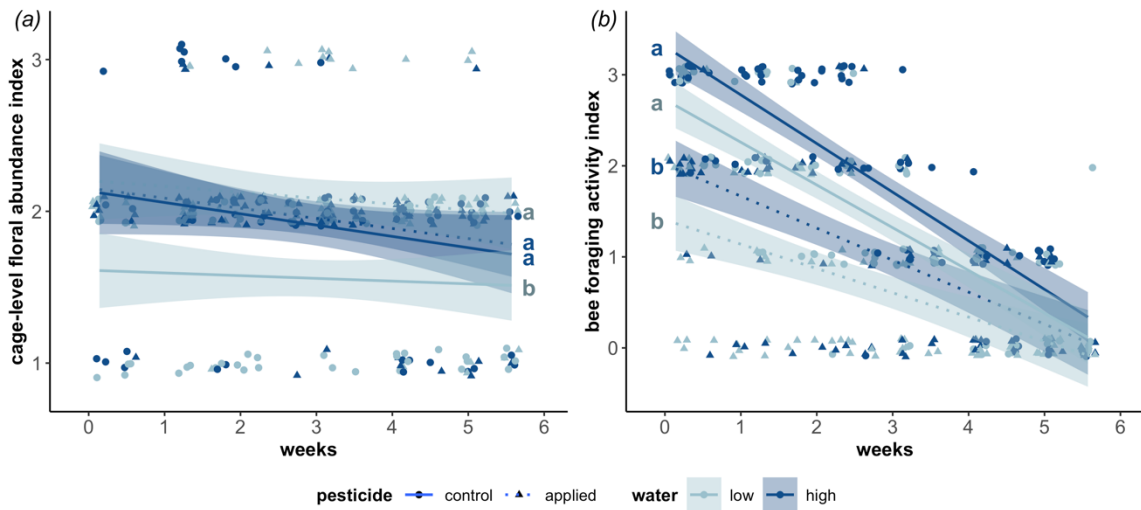 (a)
cage-level floral abundance index
3
2
1
a
a
a
b
0 1 2 3 4 5 6
weeks
(b)
bee foraging activity index
3
2
1
0
a
a
b
b
0 1 2 3 4 5 6
weeks
pesticide control applied water low high